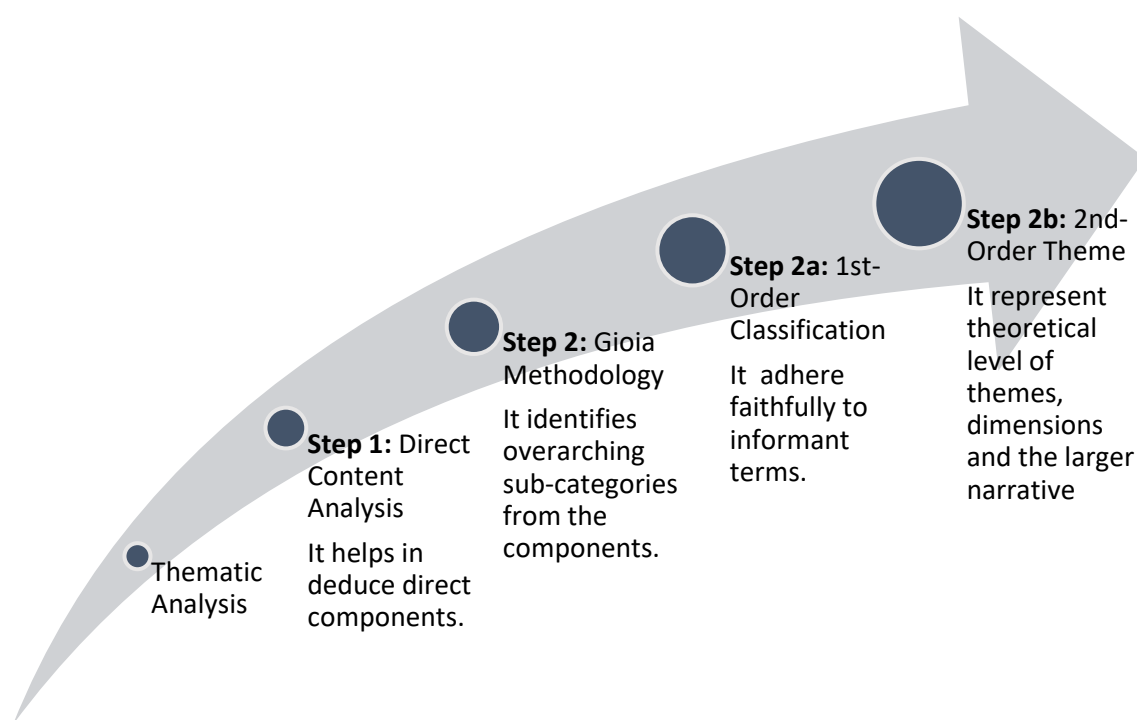 Thematic
Analysis
Step 1: Direct
Content
Analysis
It helps in
deduce direct
components.
Step 2: Gioia
Methodology
It identifies
overarching
sub-categories
from the
components.
Step 2a: 1st-
Order
Classification
It  adhere
faithfully to
informant
terms.
Step 2b: 2nd-
Order Theme
It represent
theoretical
level of
themes,
dimensions
and the larger
narrative